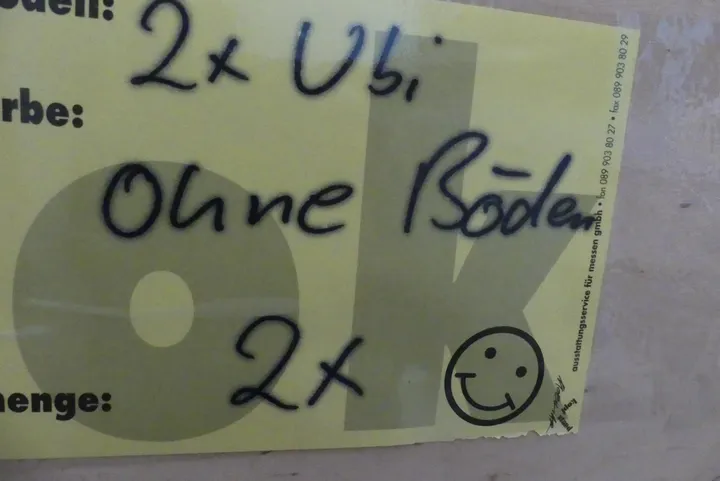 oden:
2x Ubi
rbe:
Ohne Böden
ok
enge:
2x
ausstattungsservice für messen gmbh • fon 089 903 80 27 • fax 089 903 80 29